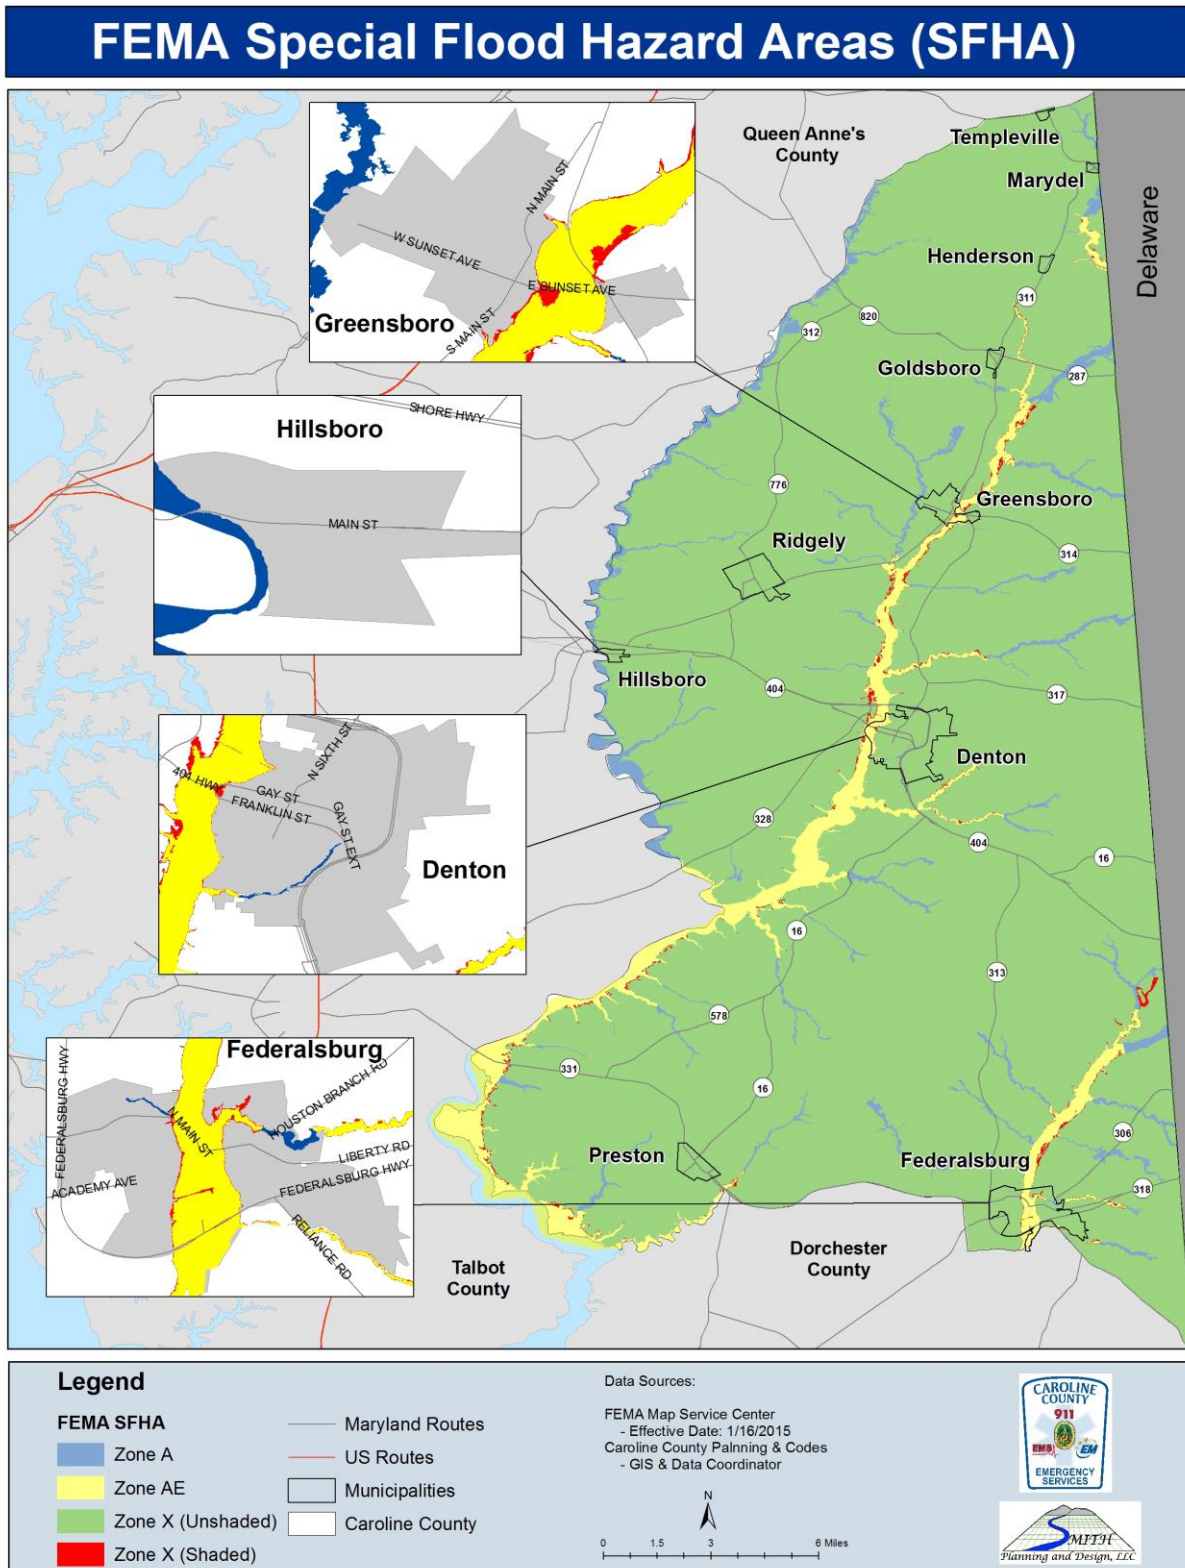 FEMA Special Flood Hazard Areas (SFHA)
Queen Anne's
County
Templeville
Marydel
Delaware
Henderson
311
312
820
Goldsboro
287
N MAIN ST
W SUNSET AVE
E SUNSET AVE
S MAIN ST
Greensboro
SHORE HWY
Hillsboro
MAIN ST
776
Greensboro
Ridgely
314
Hillsboro
404
317
Denton
N SIXTH ST
404 HWY
GAY ST
FRANKLIN ST
GAY ST EXT
Denton
328
404
16
16
313
578
331
16
Federalsburg
FEDERALSBURG HWY
N MAIN ST
HOUSTON BRANCH RD
LIBERTY RD
FEDERALSBURG HWY
ACADEMY AVE
RELIANCE RD
Preston
Federalsburg
306
318
Talbot
County
Dorchester
County
Legend
FEMA SFHA
Zone A
Zone AE
Zone X (Unshaded)
Zone X (Shaded)
Maryland Routes
US Routes
Municipalities
Caroline County
Data Sources:
FEMA Map Service Center
- Effective Date: 1/16/2015
Caroline County Palnning & Codes
- GIS & Data Coordinator
N
0 1.5 3 6 Miles
CAROLINE
COUNTY
911
EMS
EM
EMERGENCY
SERVICES
SMITH
Planning and Design, LLC